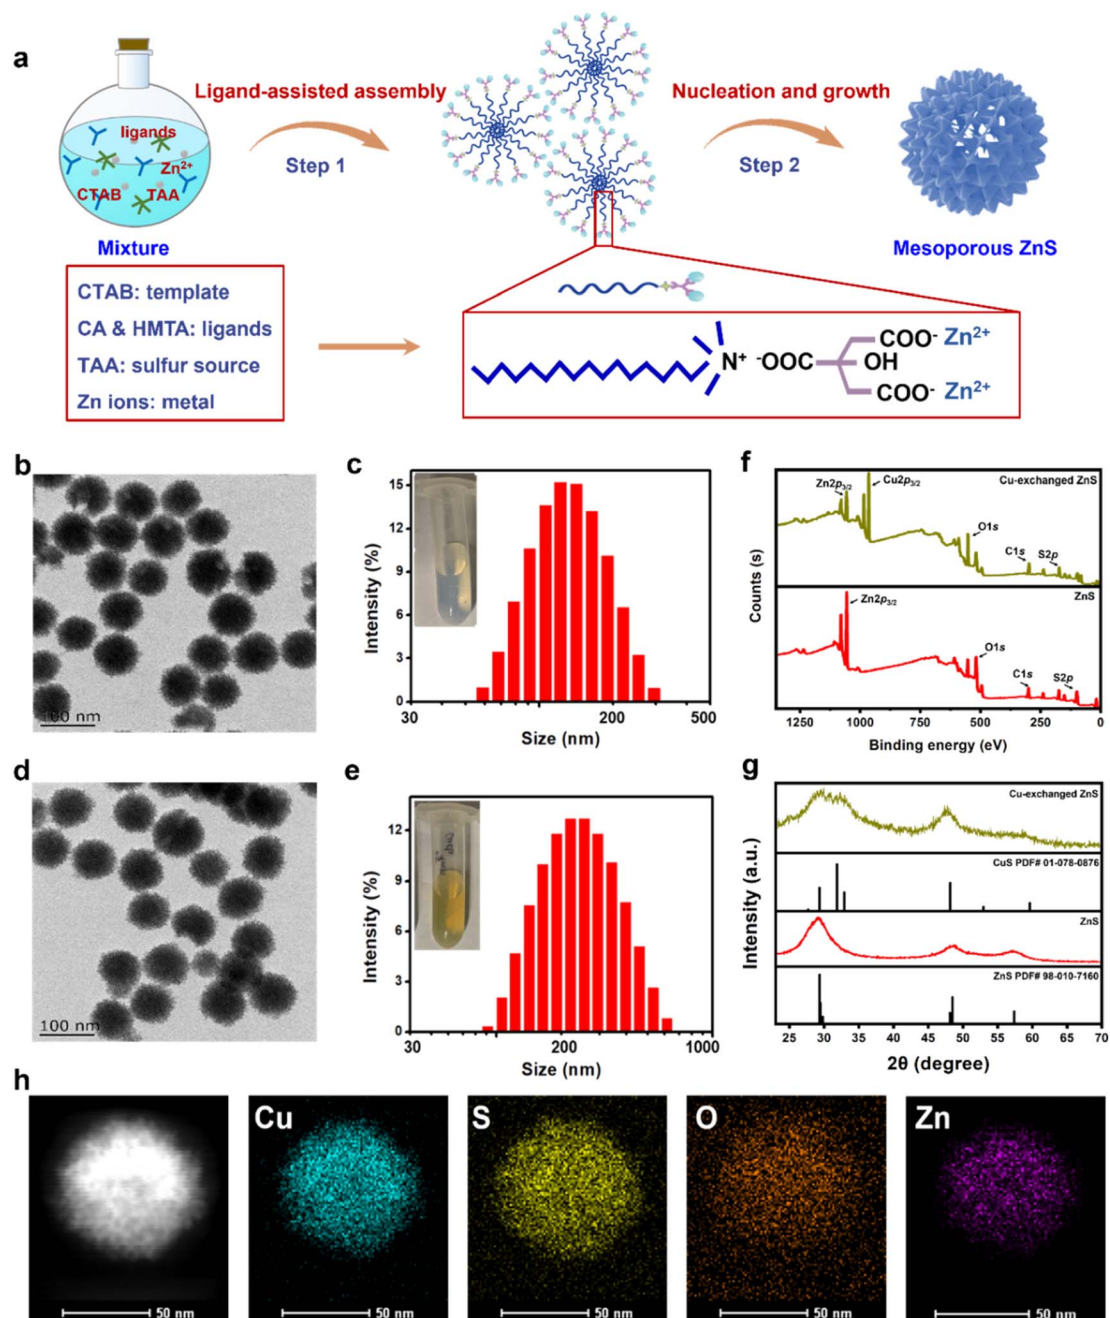 a
ligands
Zn²⁺
CTAB TAA
Mixture
Ligand-assisted assembly
Step 1
Nucleation and growth
Step 2
Mesoporous ZnS
CTAB: template
CA & HMTA: ligands
TAA: sulfur source
Zn ions: metal
COO⁻ Zn²⁺
N⁺ ⁻OOC OH
COO⁻ Zn²⁺
b
100 nm
c
15
12
9
6
3
0
Intensity (%)
30 200 500
Size (nm)
f
Cu-exchanged ZnS
Zn2p3/2
Cu2p3/2
O1s
C1s
S2p
ZnS
Zn2p3/2
O1s
C1s
S2p
Counts (s)
1250 1000 750 500 250 0
Binding energy (eV)
d
100 nm
e
12
9
6
3
0
Intensity (%)
30 200 1000
Size (nm)
g
Cu-exchanged ZnS
CuS PDF# 01-078-0876
ZnS
ZnS PDF# 98-010-7160
Intensity (a.u.)
25 30 35 40 45 50 55 60 65 70
2θ (degree)
h
Cu
S
O
Zn
50 nm
50 nm
50 nm
50 nm
50 nm